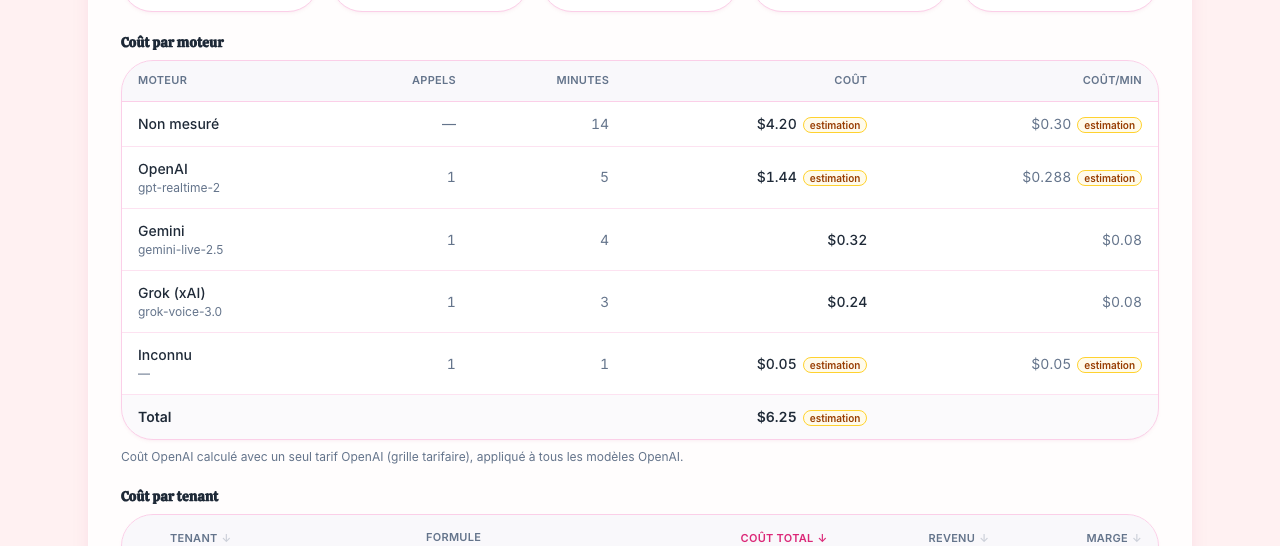 Coût par moteur
MOTEUR APPELS MINUTES COÛT COÛT/MIN
Non mesuré — 14 $4.20 estimation $0.30 estimation
OpenAI
gpt-realtime-2
1 5 $1.44 estimation $0.288 estimation
Gemini
gemini-live-2.5
1 4 $0.32 $0.08
Grok (xAI)
grok-voice-3.0
1 3 $0.24 $0.08
Inconnu
—
1 1 $0.05 estimation $0.05 estimation
Total $6.25 estimation
Coût OpenAI calculé avec un seul tarif OpenAI (grille tarifaire), appliqué à tous les modèles OpenAI.
Coût par tenant
TENANT ↓ FORMULE COÛT TOTAL ↓ REVENU ↓ MARGE ↓